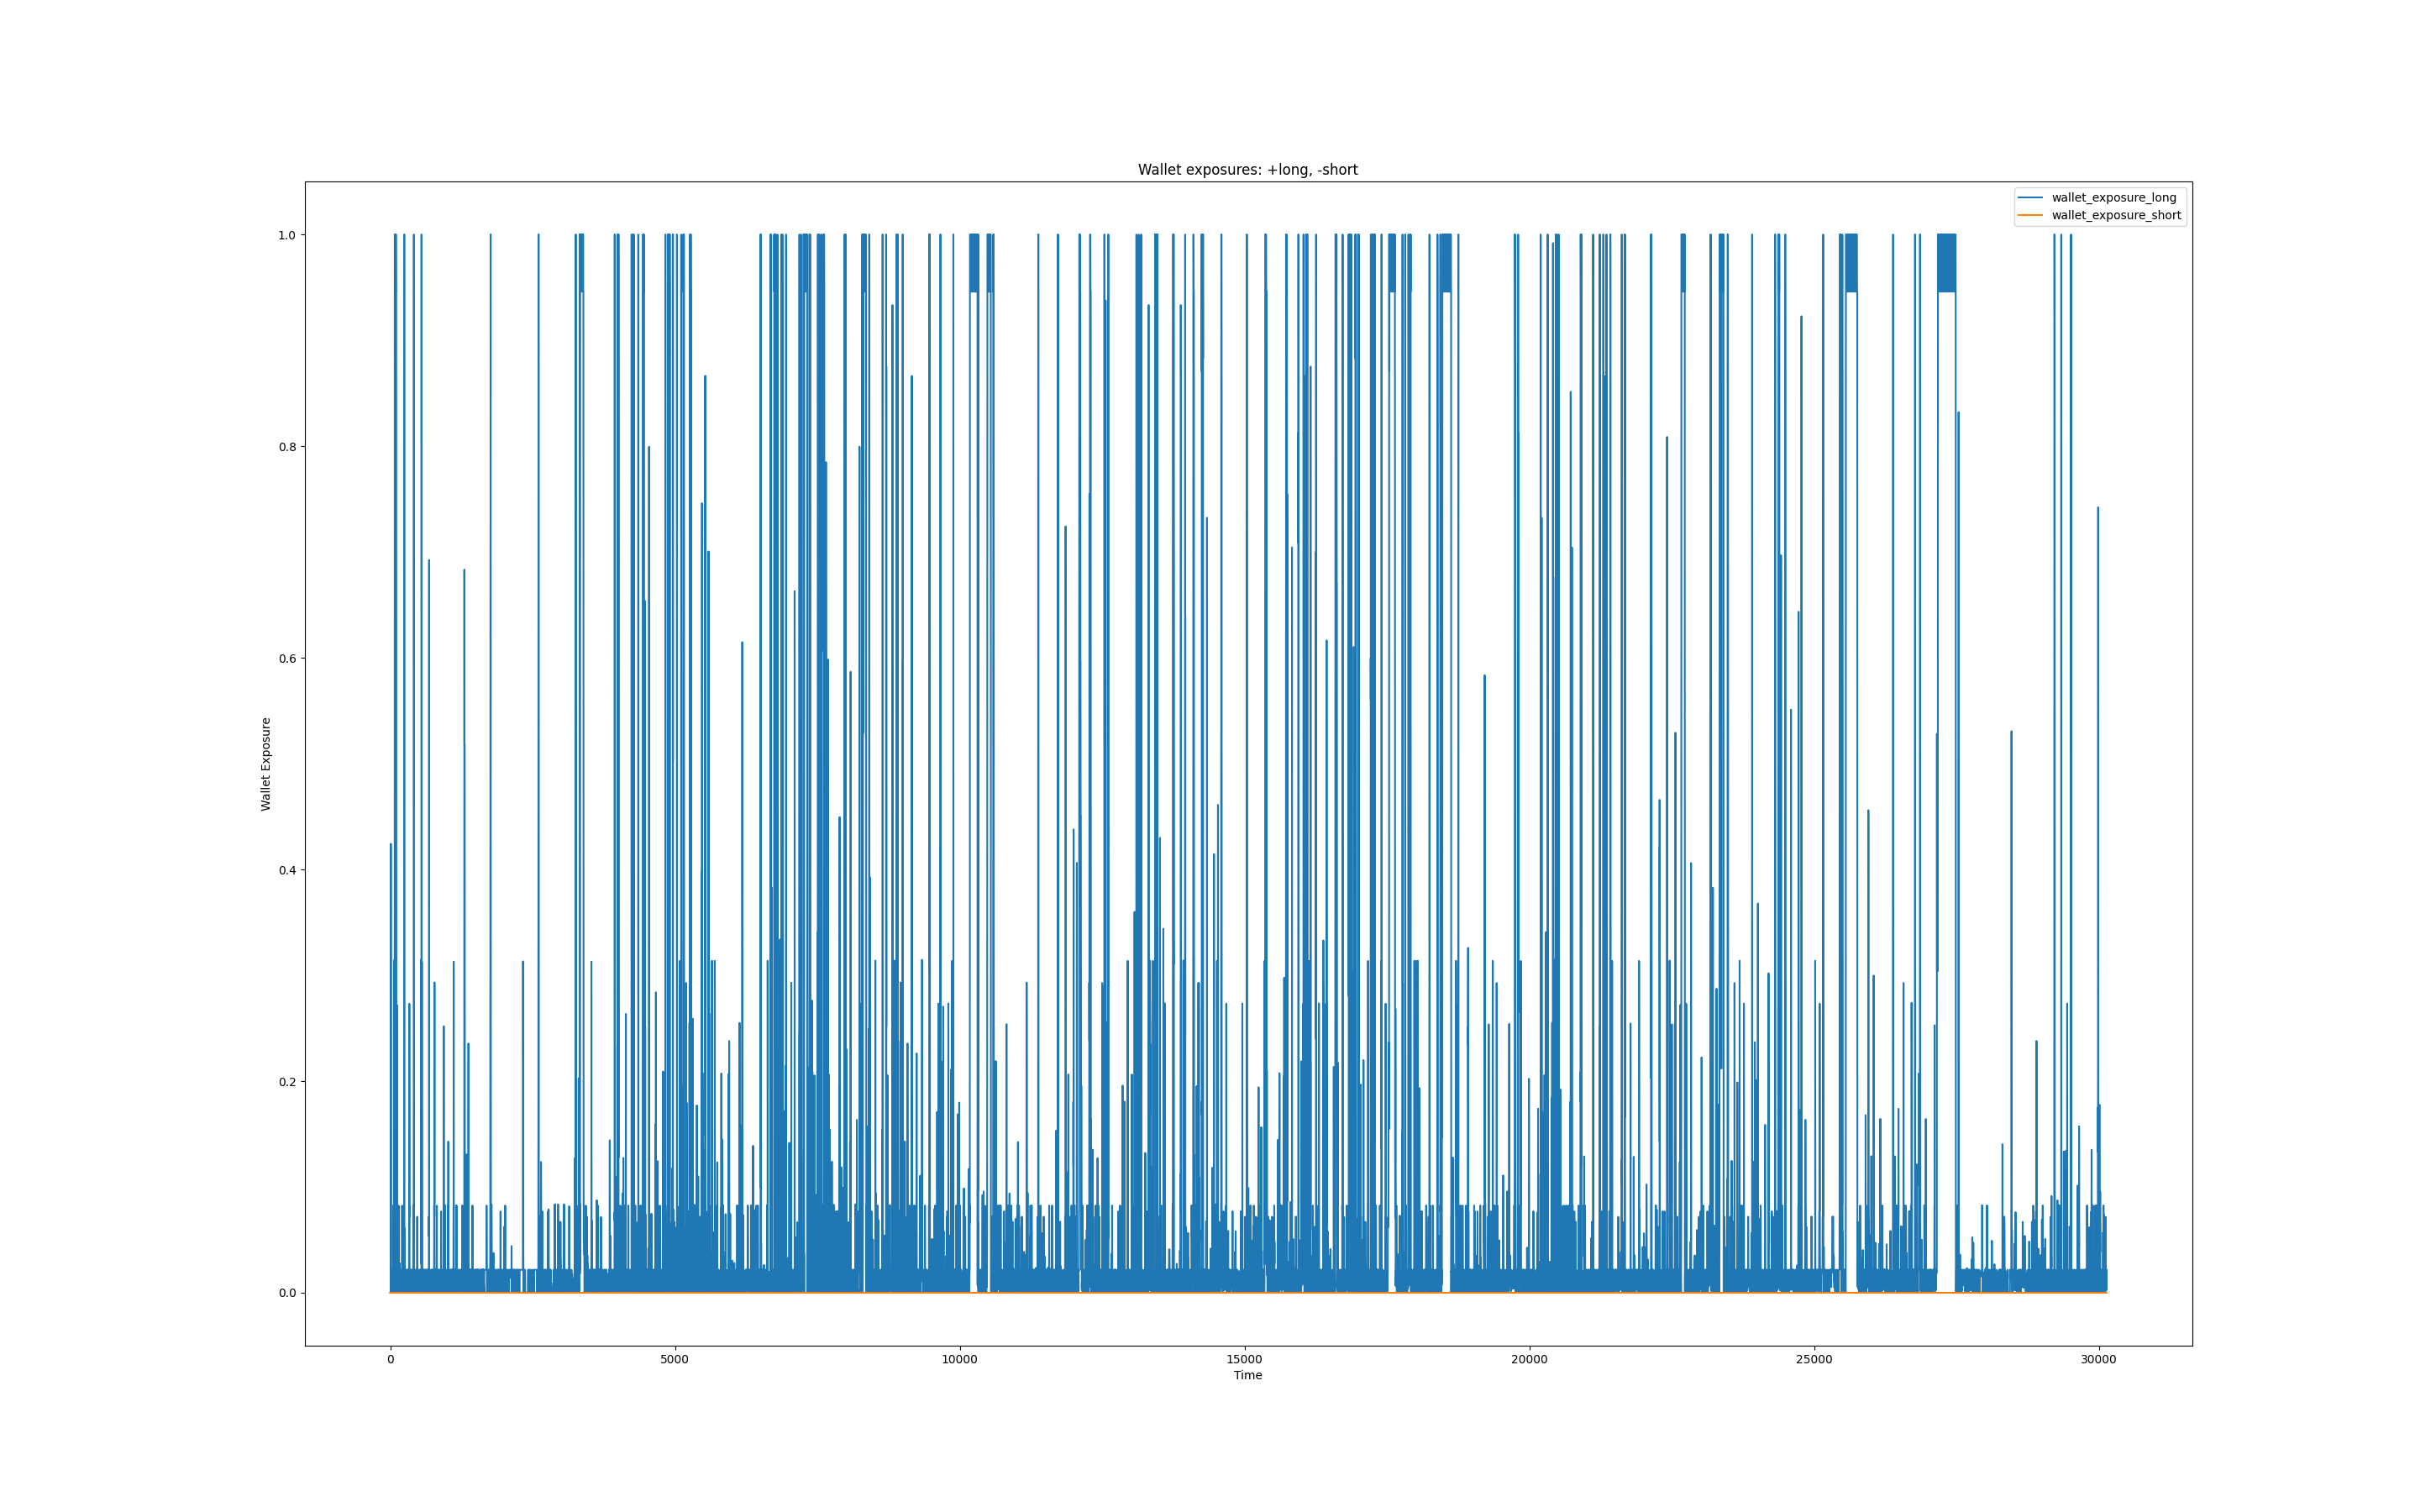 Wallet exposures: +long, -short
wallet_exposure_long
wallet_exposure_short
1.0
0.8
0.6
0.4
0.2
0.0
Wallet Exposure
0 5000 10000 15000 20000 25000 30000
Time